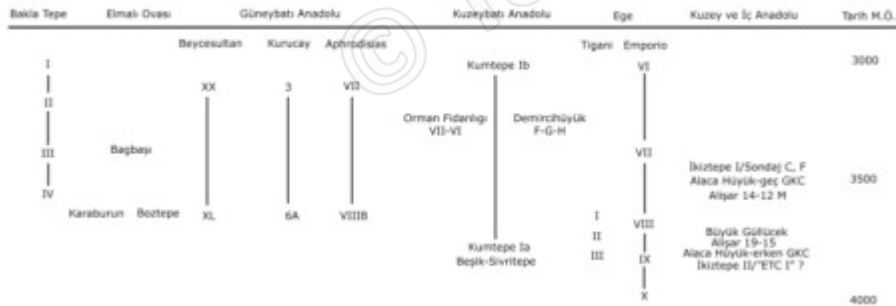 Bakla Tepe Elmalı Ovası Güneybatı Anadolu Kuzeybatı Anadolu Ege Kuzey ve İç Anadolu Tarih M.Ö.
Beycesultan Kurucay Aphrodisias Tigani Emporio
I Kumtepe Ib VI 3000
XX 3 VII
II
Orman Fidanlıgı Demircihüyük
VII-VI F-G-H
III Bagbaşı VII
İkiztepe I/Sondaj C, F
IV Alaca Hüyük-geç GKC 3500
Alişar 14-12 M
Karaburun Boztepe XL 6A VIIIB I VIII
II Büyük Güllücek
Kumtepe Ia Alişar 19-15
Beşik-Sivritepe III IX Alaca Hüyük-erken GKC
İkiztepe II/"ETC I" ?
X 4000